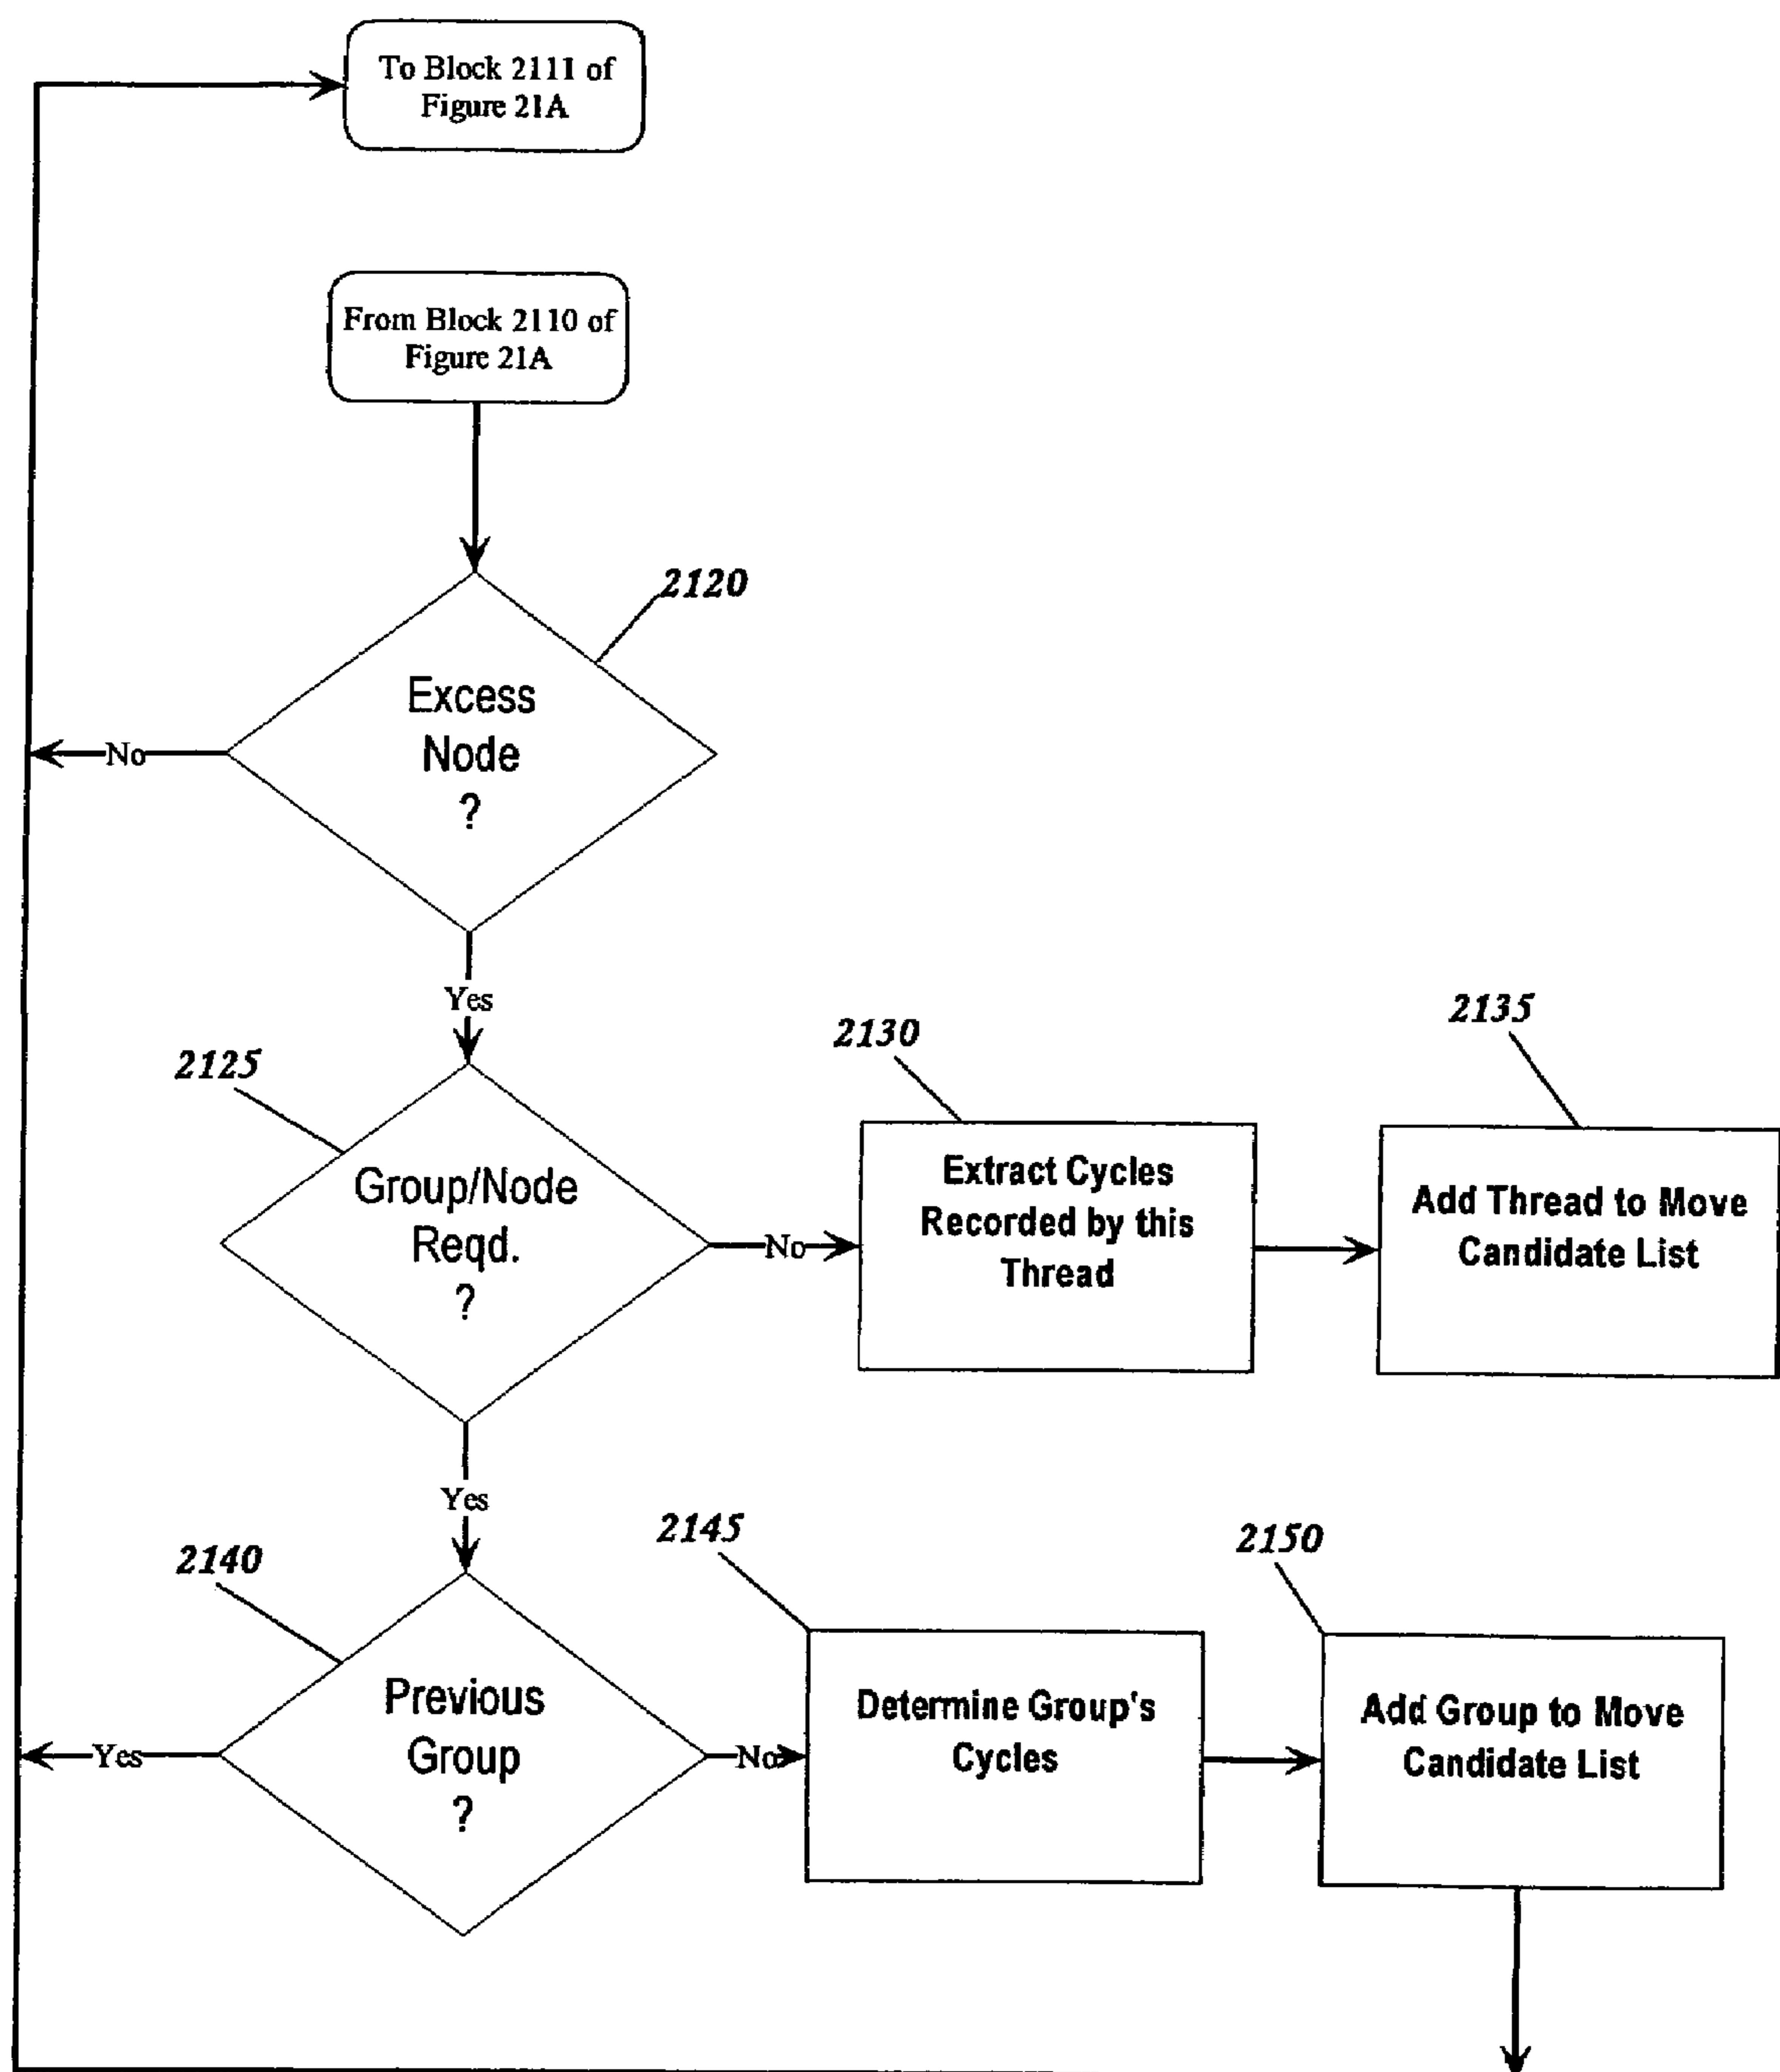 To Block 2111 of
Figure 21A
From Block 2110 of
Figure 21A
2120
Excess
Node
?
No
Yes
2125
Group/Node
Reqd.
?
No
2130
Extract Cycles
Recorded by this
Thread
2135
Add Thread to Move
Candidate List
Yes
2140
Previous
Group
?
Yes
No
2145
Determine Group's
Cycles
2150
Add Group to Move
Candidate List